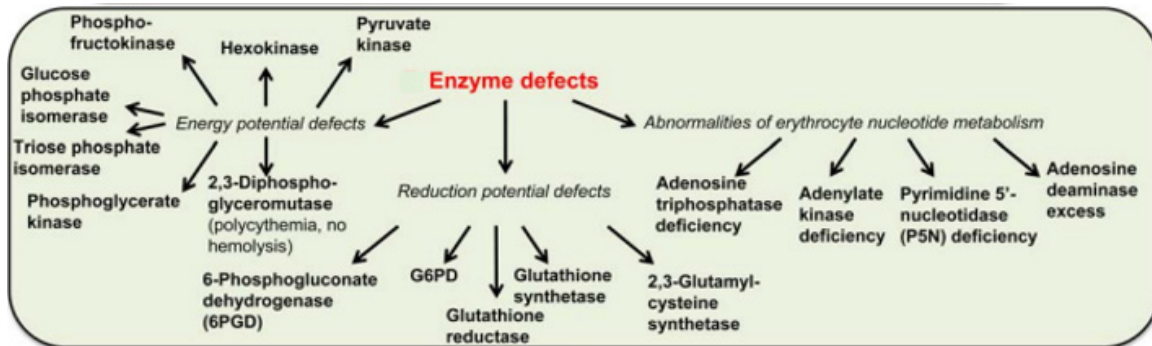 Phospho-
fructokinase
Hexokinase
Pyruvate
kinase
Enzyme defects
Glucose
phosphate
isomerase
Energy potential defects
Abnormalities of erythrocyte nucleotide metabolism
Triose phosphate
isomerase
Phosphoglycerate
kinase
2,3-Diphospho-
glyceromutase
(polycythemia, no
hemolysis)
Reduction potential defects
Adenosine
triphosphatase
deficiency
Adenylate
kinase
deficiency
Pyrimidine 5'-
nucleotidase
(P5N) deficiency
Adenosine
deaminase
excess
6-Phosphogluconate
dehydrogenase
(6PGD)
G6PD
Glutathione
reductase
Glutathione
synthetase
2,3-Glutamyl-
cysteine
synthetase